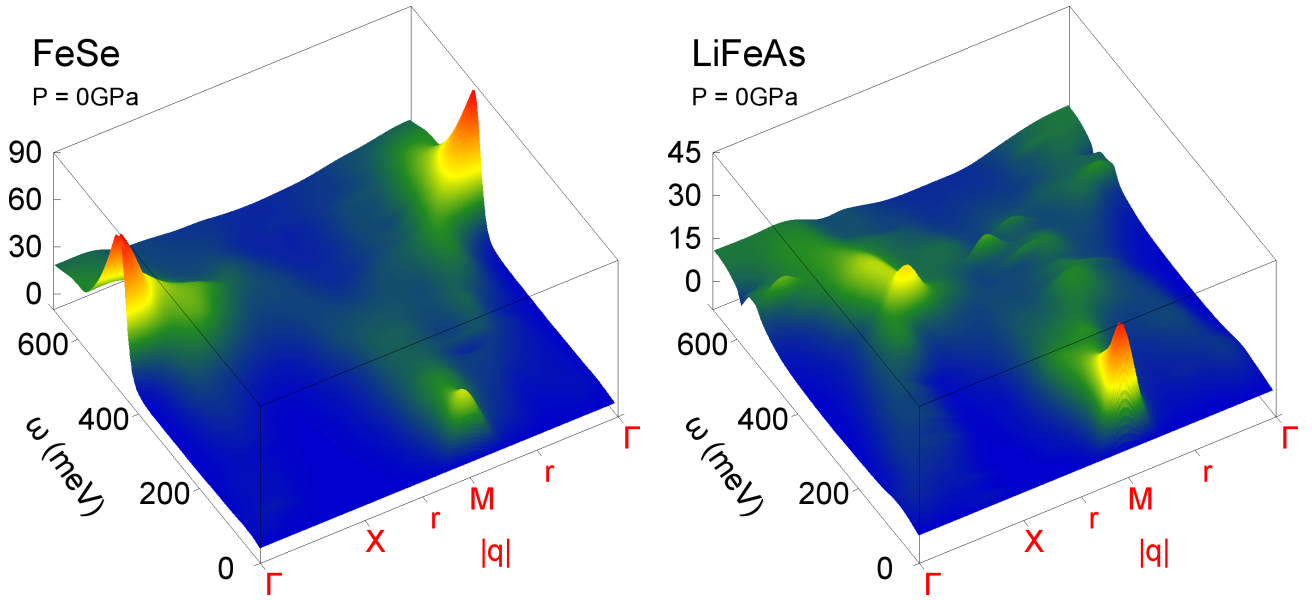 FeSe
P = 0GPa
90
60
30
0
600
400
200
0
ω (meV)
Γ
X
r
M
r
Γ
|q|
LiFeAs
P = 0GPa
45
30
15
0
600
400
200
0
ω (meV)
Γ
X
r
M
r
Γ
|q|